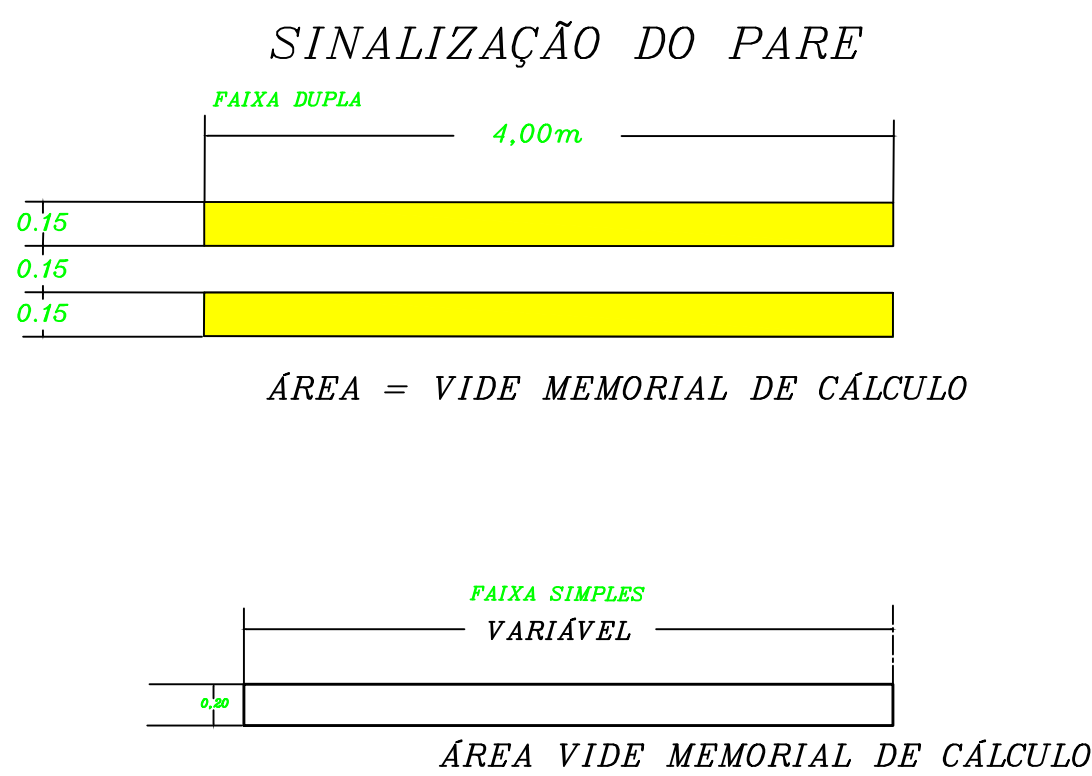 SINALIZAÇÃO DO PARE
FAIXA DUPLA
4,00m
0.15
0.15
0.15
ÁREA = VIDE MEMORIAL DE CÁLCULO
FAIXA SIMPLES
VARIÁVEL
0,20
ÁREA VIDE MEMORIAL DE CÁLCULO